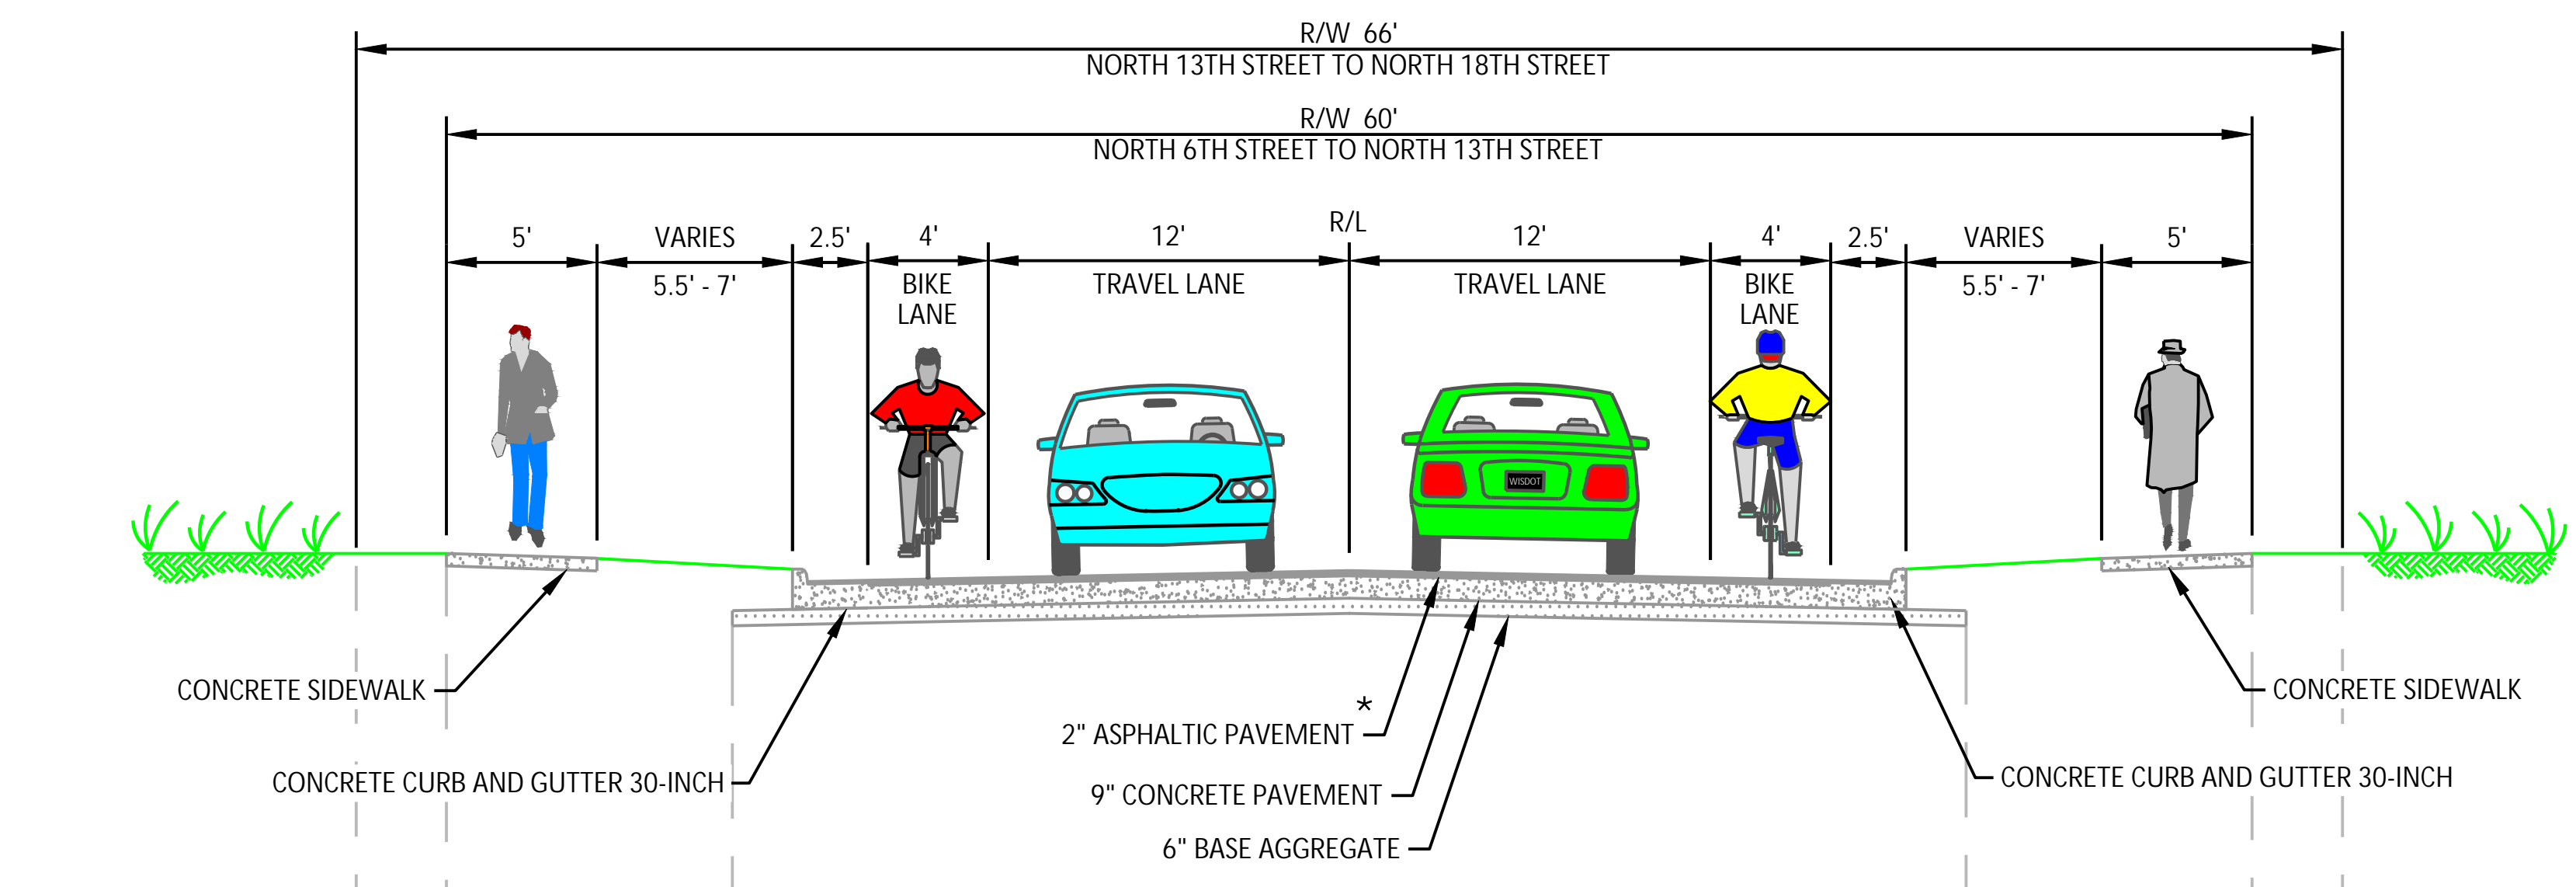 R/W 66'
NORTH 13TH STREET TO NORTH 18TH STREET
R/W 60'
NORTH 6TH STREET TO NORTH 13TH STREET
5' VARIES 2.5' 4' 12' R/L 12' 4' 2.5' VARIES 5'
5.5' - 7' BIKE TRAVEL LANE TRAVEL LANE BIKE 5.5' - 7'
LANE LANE
WISDOT
CONCRETE SIDEWALK CONCRETE SIDEWALK
2" ASPHALTIC PAVEMENT *
CONCRETE CURB AND GUTTER 30-INCH CONCRETE CURB AND GUTTER 30-INCH
9" CONCRETE PAVEMENT
6" BASE AGGREGATE